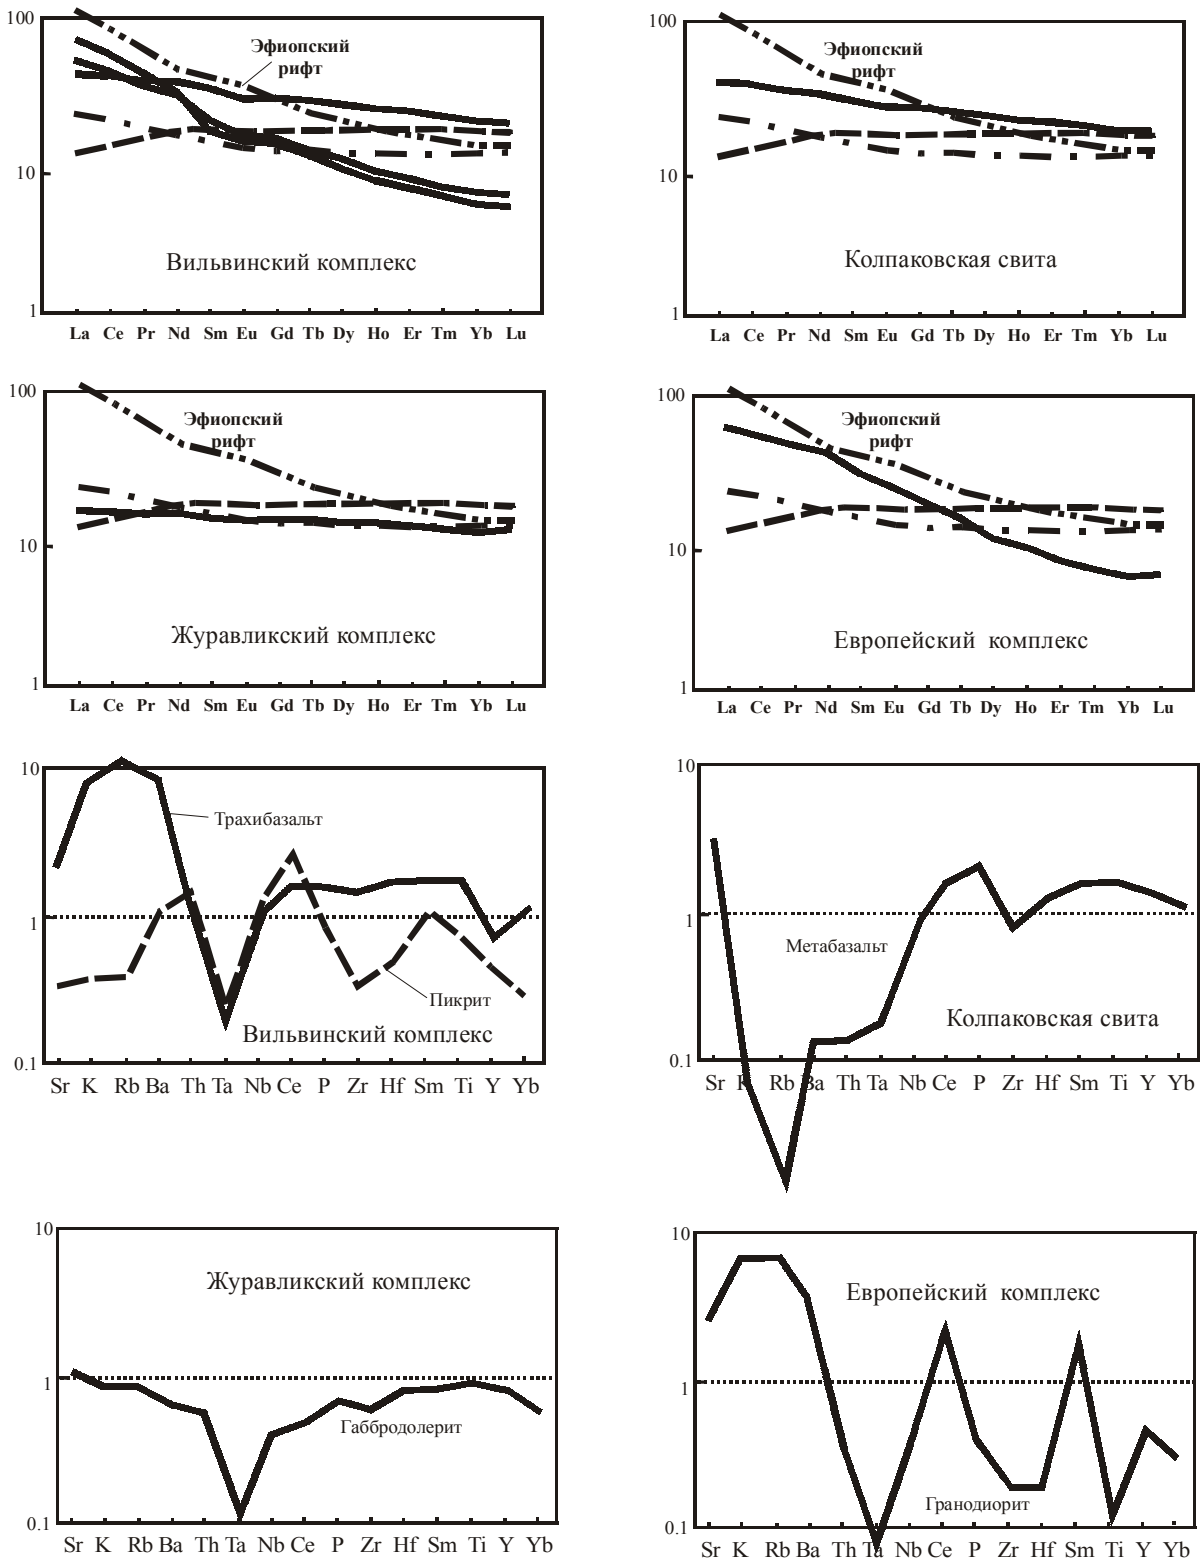 100
Эфиопский
рифт
10
Вильвинский комплекс
1
La Ce Pr Nd Sm Eu Gd Tb Dy Ho Er Tm Yb Lu
100
Эфиопский
рифт
10
Колпаковская свита
1
La Ce Pr Nd Sm Eu Gd Tb Dy Ho Er Tm Yb Lu
100
Эфиопский
рифт
10
Журавликский комплекс
1
La Ce Pr Nd Sm Eu Gd Tb Dy Ho Er Tm Yb Lu
100
Эфиопский
рифт
10
Европейский комплекс
1
La Ce Pr Nd Sm Eu Gd Tb Dy Ho Er Tm Yb Lu
10
Трахибазальт
1
Пикрит
Вильвинский комплекс
0.1
Sr K Rb Ba Th Ta Nb Ce P Zr Hf Sm Ti Y Yb
10
1
Метабазальт
Колпаковская свита
0.1
Sr K Rb Ba Th Ta Nb Ce P Zr Hf Sm Ti Y Yb
10
Журавликский комплекс
1
Габбродолерит
0.1
Sr K Rb Ba Th Ta Nb Ce P Zr Hf Sm Ti Y Yb
10
Европейский комплекс
1
Гранодиорит
0.1
Sr K Rb Ba Th Ta Nb Ce P Zr Hf Sm Ti Y Yb